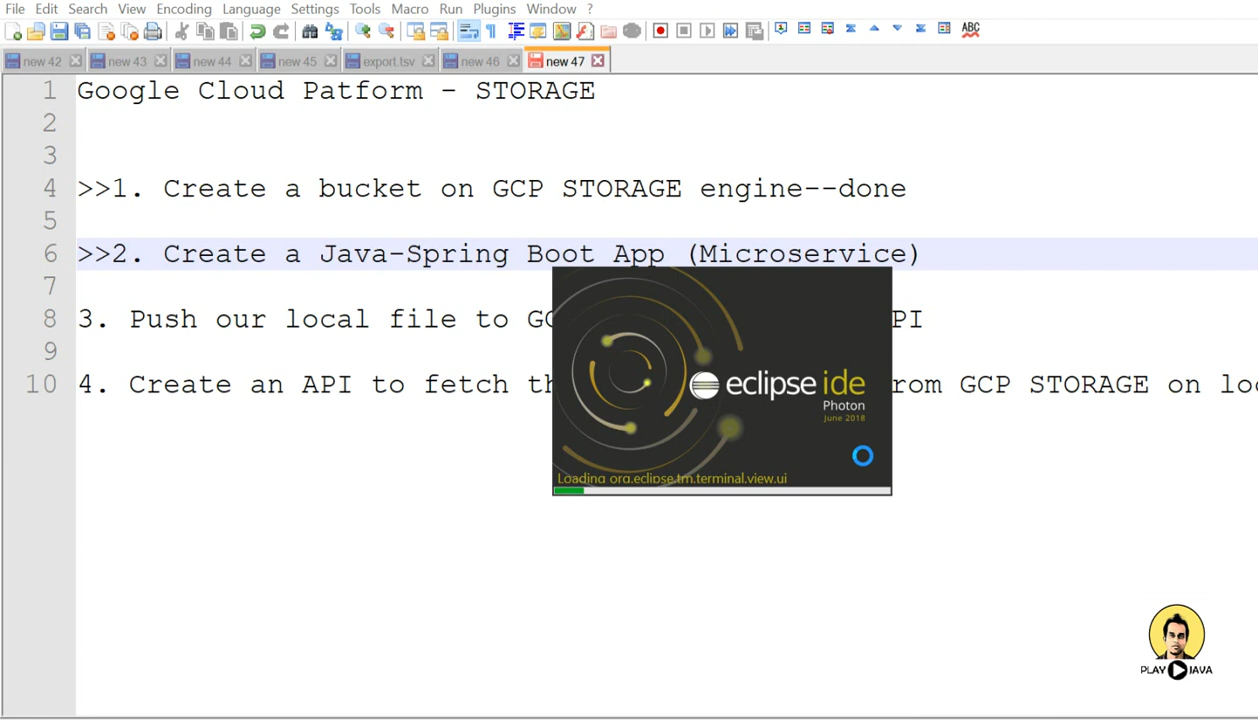 File Edit Search View Encoding Language Settings Tools Macro Run Plugins Window ?
ABC
new 42 new 43 new 44 new 45 export.tsv new 46 new 47
1 Google Cloud Patform - STORAGE
2
3
4 >>1. Create a bucket on GCP STORAGE engine--done
5
6 >>2. Create a Java-Spring Boot App (Microservice)
7
8 3. Push our local file to PI
9
10 4. Create an API to fetch rom GCP STORAGE on
eclipse ide
Photon
June 2018
Loading org.eclipse.tm.terminal.view.ui
PLAY JAVA